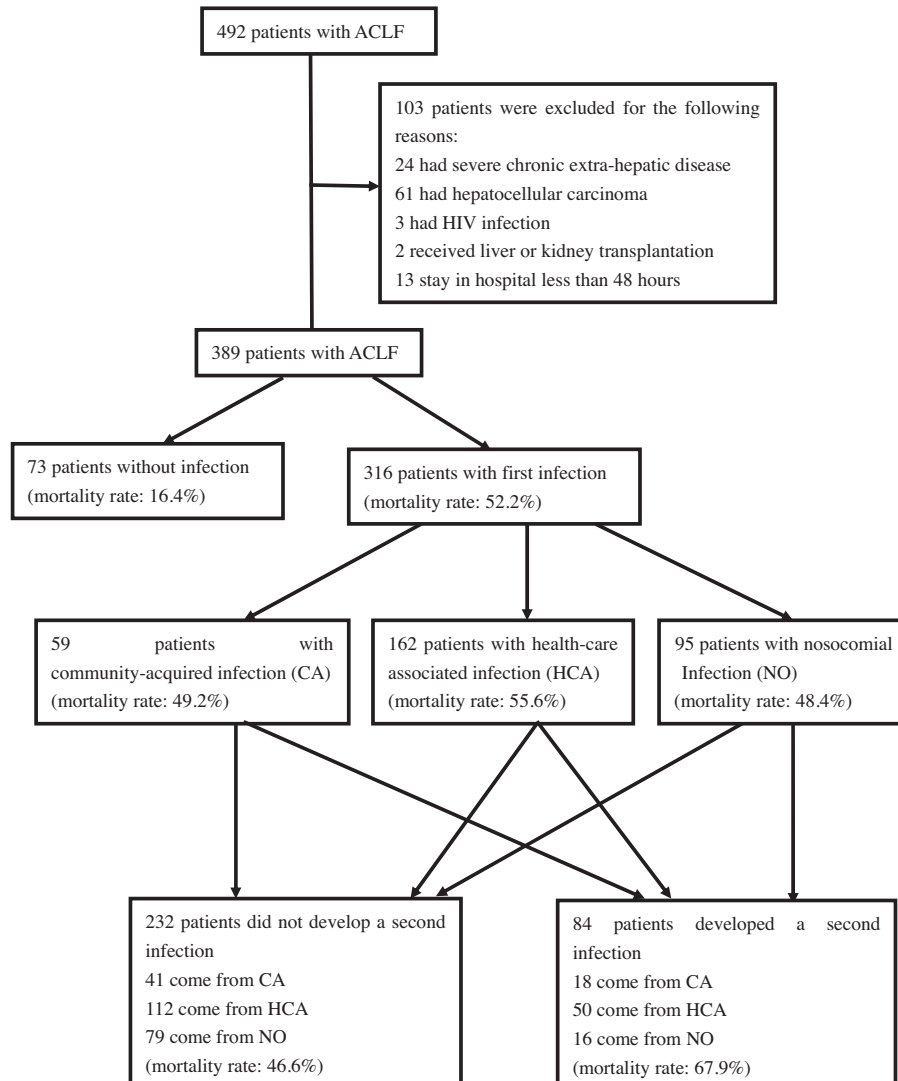 492 patients with ACLF
103 patients were excluded for the following
reasons:
24 had severe chronic extra-hepatic disease
61 had hepatocellular carcinoma
3 had HIV infection
2 received liver or kidney transplantation
13 stay in hospital less than 48 hours
389 patients with ACLF
73 patients without infection
(mortality rate: 16.4%)
316 patients with first infection
(mortality rate: 52.2%)
59 patients with
community-acquired infection (CA)
(mortality rate: 49.2%)
162 patients with health-care
associated infection (HCA)
(mortality rate: 55.6%)
95 patients with nosocomial
Infection (NO)
(mortality rate: 48.4%)
232 patients did not develop a second
infection
41 come from CA
112 come from HCA
79 come from NO
(mortality rate: 46.6%)
84 patients developed a second
infection
18 come from CA
50 come from HCA
16 come from NO
(mortality rate: 67.9%)